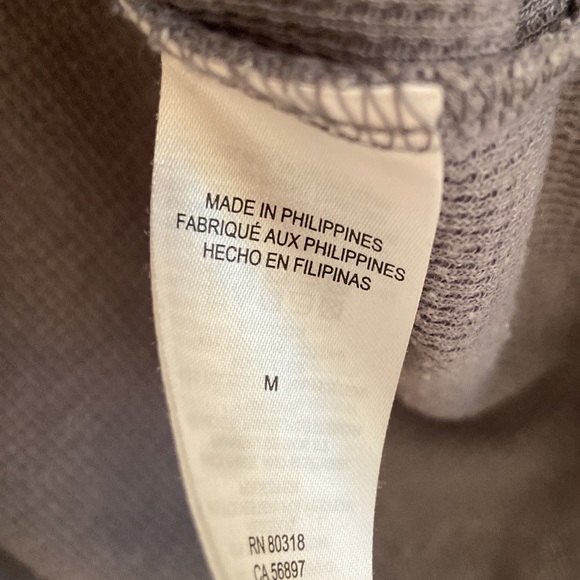 MADE IN PHILIPPINES
FABRIQUÉ AUX PHILIPPINES
HECHO EN FILIPINAS
M
RN 80318
CA 56897